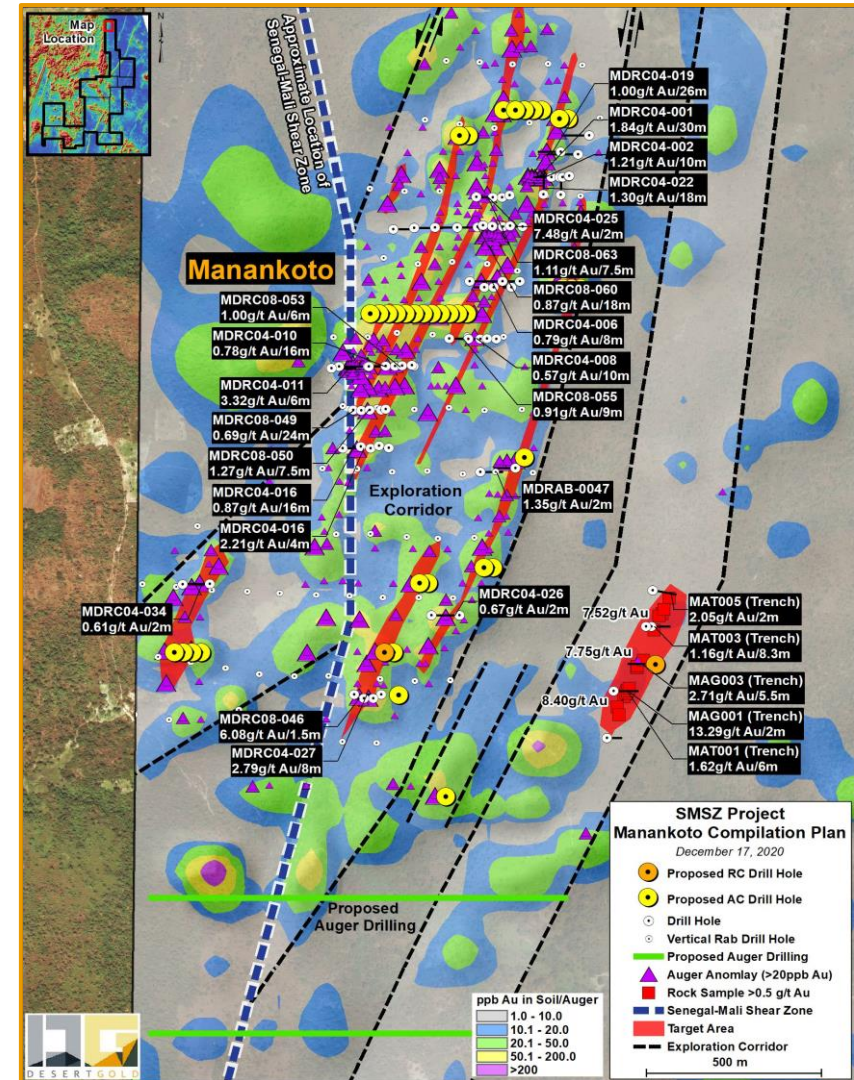 Map
Location
N
Approximate Location of
Senegal-Mali Shear Zone
MDRC04-019
1.00g/t Au/26m
MDRC04-001
1.84g/t Au/30m
MDRC04-002
1.21g/t Au/10m
MDRC04-022
1.30g/t Au/18m
MDRC04-025
7.48g/t Au/2m
MDRC08-063
1.11g/t Au/7.5m
MDRC08-060
0.87g/t Au/18m
MDRC04-006
0.79g/t Au/8m
MDRC04-008
0.57g/t Au/10m
MDRC08-055
0.91g/t Au/9m
Manankoto
MDRC08-053
1.00g/t Au/6m
MDRC04-010
0.78g/t Au/16m
MDRC04-011
3.32g/t Au/6m
MDRC08-049
0.69g/t Au/24m
MDRC08-050
1.27g/t Au/7.5m
MDRC04-016
0.87g/t Au/16m
MDRC04-016
2.21g/t Au/4m
Exploration
Corridor
MDRAB-0047
1.35g/t Au/2m
MDRC04-034
0.61g/t Au/2m
MDRC04-026
0.67g/t Au/2m
7.52g/t Au
7.75g/t Au
8.40g/t Au
MAT005 (Trench)
2.05g/t Au/2m
MAT003 (Trench)
1.16g/t Au/8.3m
MAG003 (Trench)
2.71g/t Au/5.5m
MAG001 (Trench)
13.29g/t Au/2m
MAT001 (Trench)
1.62g/t Au/6m
MDRC08-046
6.08g/t Au/1.5m
MDRC04-027
2.79g/t Au/8m
Proposed
Auger Drilling
SMSZ Project
Manankoto Compilation Plan
December 17, 2020
Proposed RC Drill Hole
Proposed AC Drill Hole
Drill Hole
Vertical Rab Drill Hole
Proposed Auger Drilling
Auger Anomlay (>20ppb Au)
Rock Sample >0.5 g/t Au
Senegal-Mali Shear Zone
Target Area
Exploration Corridor
500 m
ppb Au in Soil/Auger
1.0 - 10.0
10.1 - 20.0
20.1 - 50.0
50.1 - 200.0
>200
DESERTGOLD